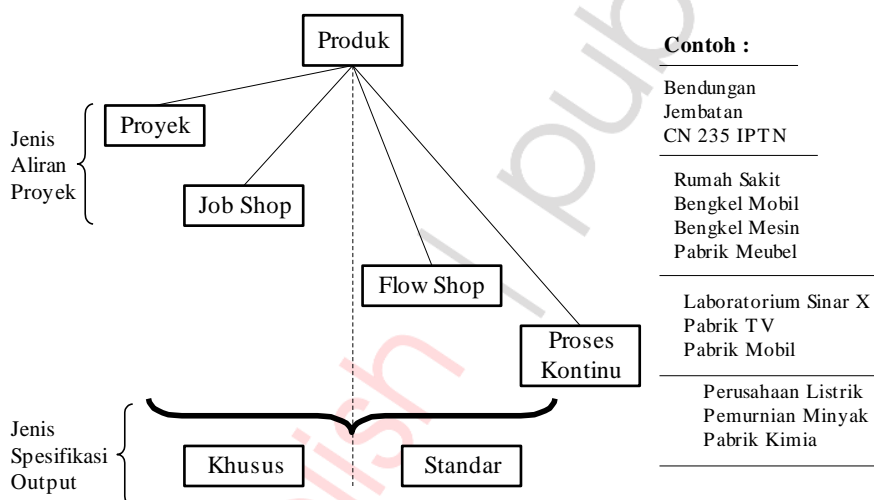 Produk
Contoh :
Bendungan
Jembatan
CN 235 IPTN
Proyek
Jenis
Aliran
Proyek
Job Shop
Rumah Sakit
Bengkel Mobil
Bengkel Mesin
Pabrik Meubel
Flow Shop
Laboratorium Sinar X
Pabrik TV
Pabrik Mobil
Proses
Kontinu
Perusahaan Listrik
Pemurnian Minyak
Pabrik Kimia
Jenis
Spesifikasi
Output
Khusus
Standar
lish | pub